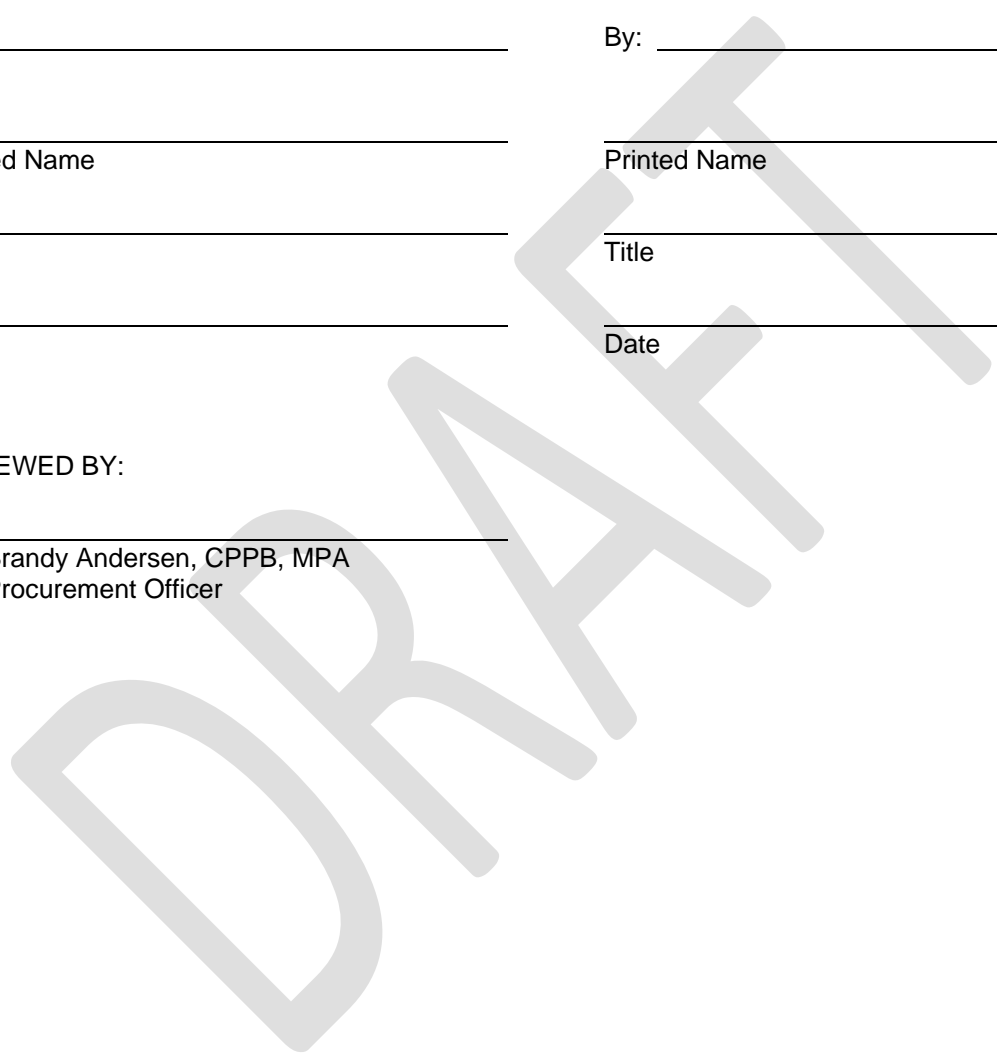 By:
ed Name
Printed Name
Title
Date
EWED BY:
randy Andersen, CPPB, MPA
rocurement Officer
DRAFT